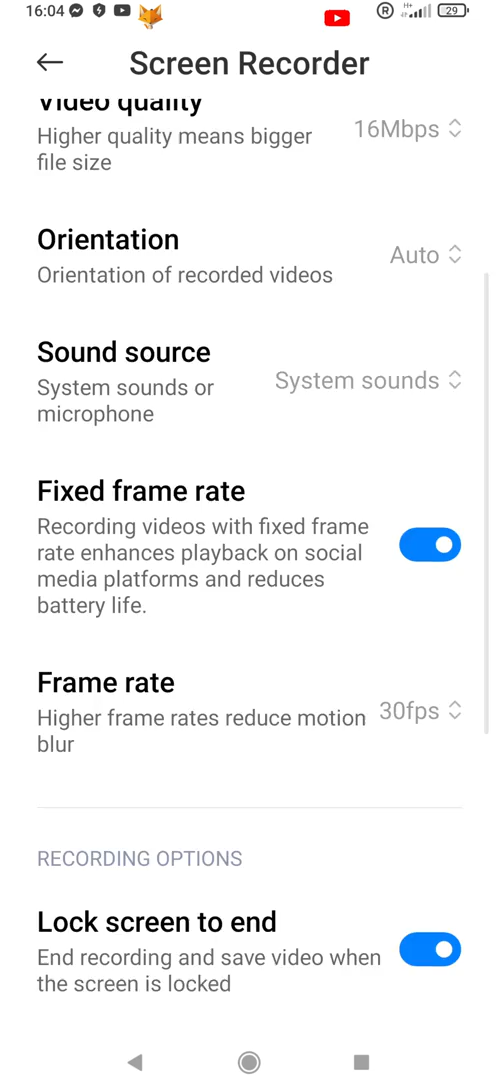 16:04
R H+ 29
Screen Recorder
Video quality
Higher quality means bigger
file size
16Mbps
Orientation
Orientation of recorded videos
Auto
Sound source
System sounds or
microphone
System sounds
Fixed frame rate
Recording videos with fixed frame
rate enhances playback on social
media platforms and reduces
battery life.
Frame rate
Higher frame rates reduce motion
blur
30fps
RECORDING OPTIONS
Lock screen to end
End recording and save video when
the screen is locked